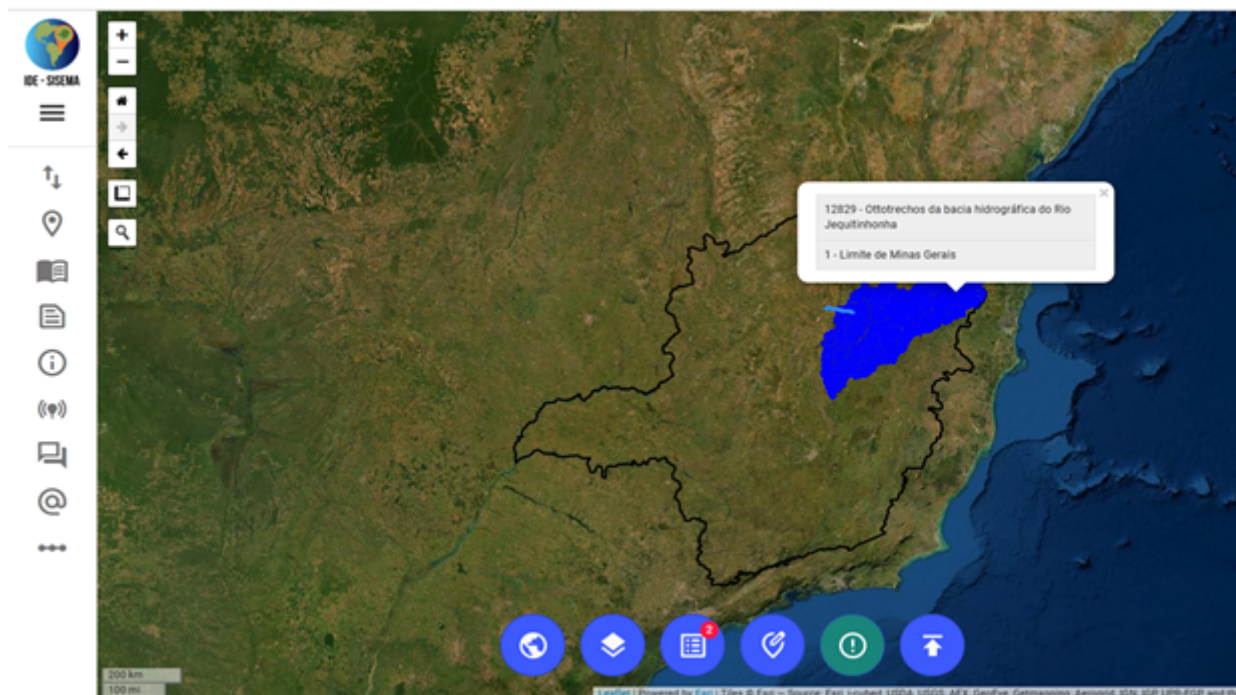 IDE - SISEMA
+
−
12829 - Ottotrechos da bacia hidrográfica do Rio
Jequitinhonha
1 - Limite de Minas Gerais
×
2
200 km
100 mi
Leaflet | Powered by Esri | Tiles © Esri — Source: Esri, i-cubed, USDA, USGS, AEX, GeoEye, Getmapping, Aerogrid, IGN, IGP, UPR-EGP, and the